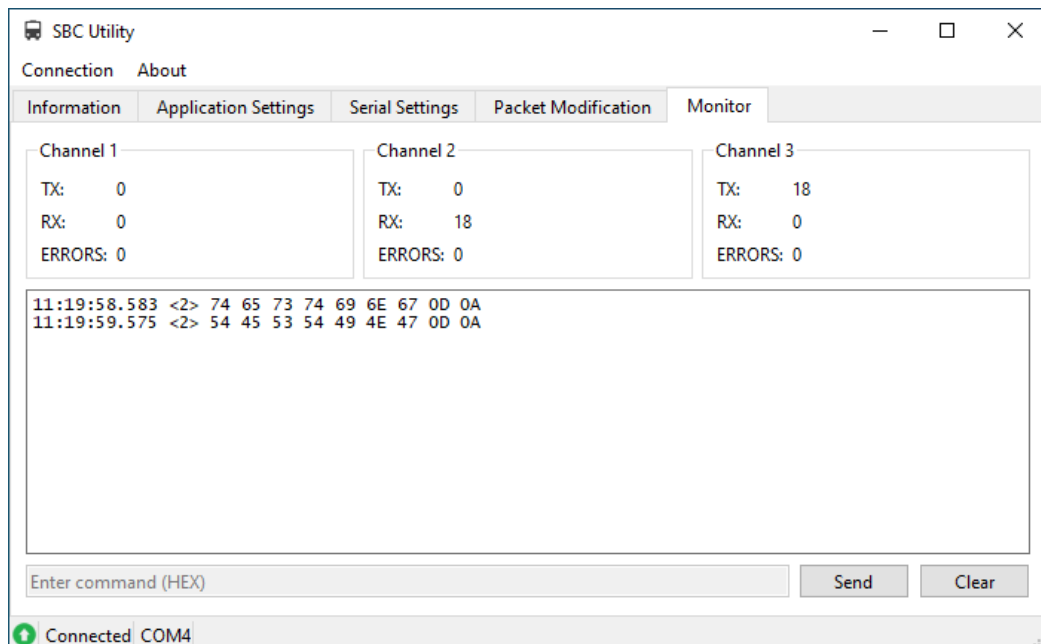 SBC Utility
Connection About
Information Application Settings Serial Settings Packet Modification Monitor
Channel 1 Channel 2 Channel 3
TX: 0 TX: 0 TX: 18
RX: 0 RX: 18 RX: 0
ERRORS: 0 ERRORS: 0 ERRORS: 0
11:19:58.583 <2> 74 65 73 74 69 6E 67 0D 0A
11:19:59.575 <2> 54 45 53 54 49 4E 47 0D 0A
Enter command (HEX) Send Clear
Connected COM4